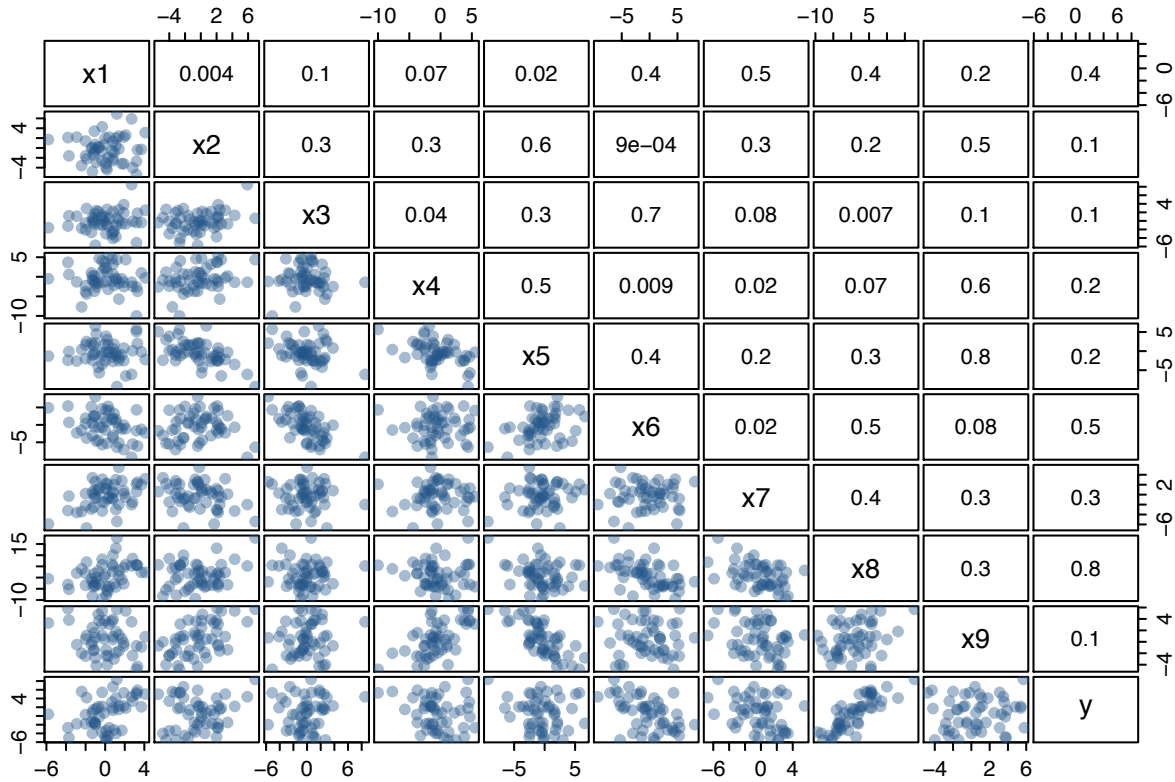 −4 2 6 −10 0 5 −5 5 −10 5 −6 0 6
x1 0.004 0.1 0.07 0.02 0.4 0.5 0.4 0.2 0.4 −6 0
−4 4 x2 0.3 0.3 0.6 9e−04 0.3 0.2 0.5 0.1
x3 0.04 0.3 0.7 0.08 0.007 0.1 0.1 −6 4
−10 5 x4 0.5 0.009 0.02 0.07 0.6 0.2
x5 0.4 0.2 0.3 0.8 0.2 −5 5
−5 x6 0.02 0.5 0.08 0.5
x7 0.4 0.3 0.3 −6 2
−10 15 x8 0.3 0.8
x9 0.1 −4 4
−6 4 y
−6 0 4 −6 0 6 −5 5 −6 0 4 −4 2 6